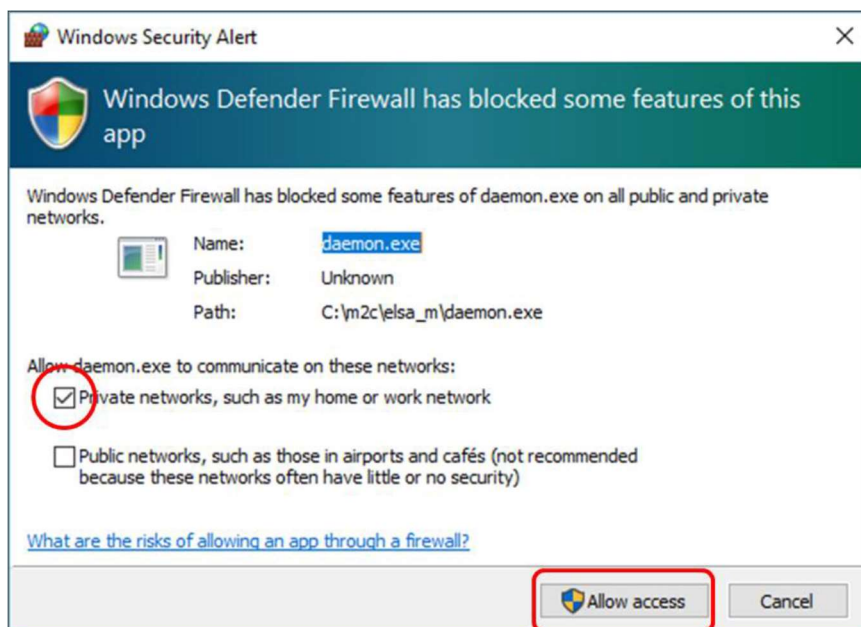 Windows Security Alert
Windows Defender Firewall has blocked some features of this
app
Windows Defender Firewall has blocked some features of daemon.exe on all public and private
networks.
Name: daemon.exe
Publisher: Unknown
Path: C:\m2c\elsa_m\daemon.exe
Allow daemon.exe to communicate on these networks:
Private networks, such as my home or work network
Public networks, such as those in airports and cafés (not recommended
because these networks often have little or no security)
What are the risks of allowing an app through a firewall?
Allow access Cancel